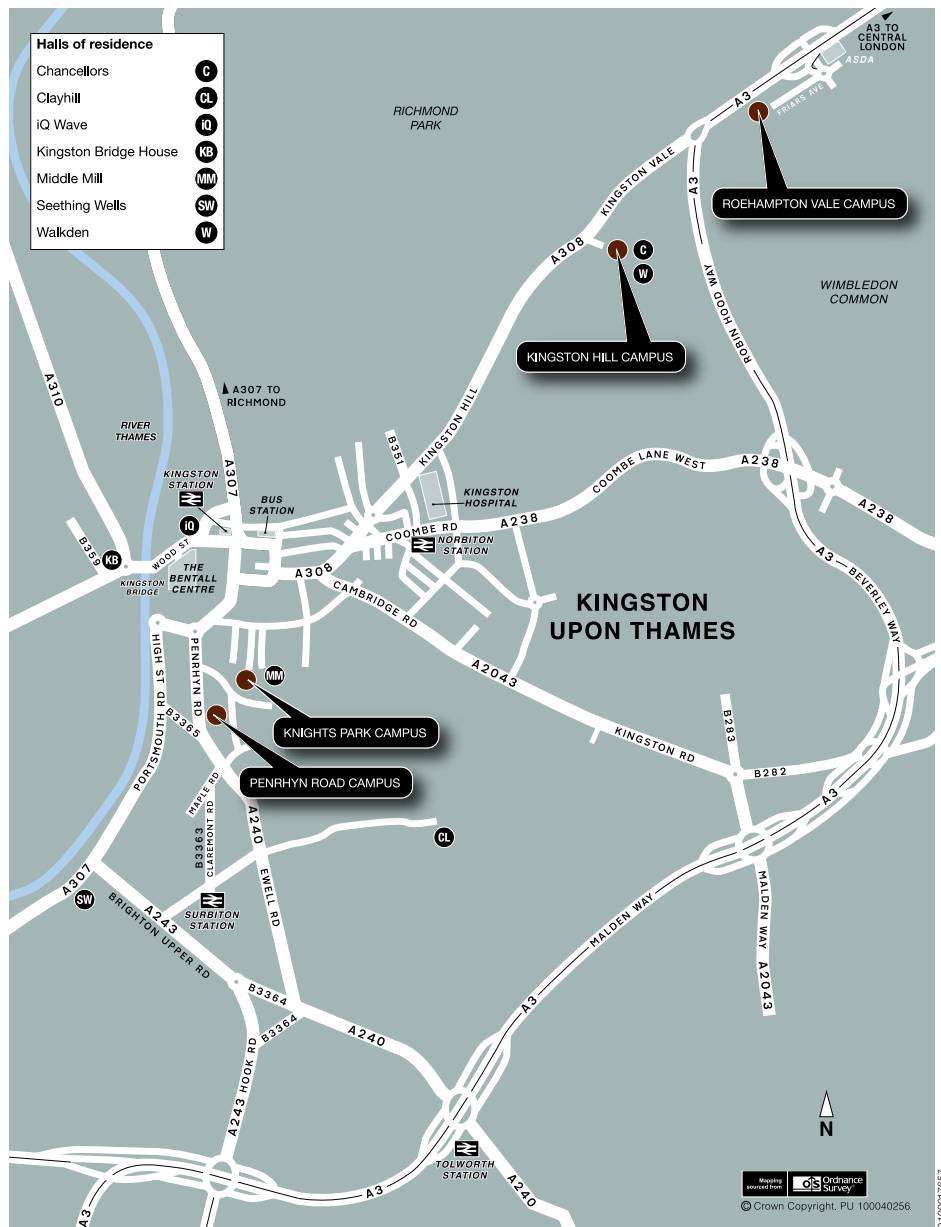 Halls of residence
Chancellors C
Clayhill CL
iQ Wave iQ
Kingston Bridge House KB
Middle Mill MM
Seething Wells SW
Walkden W
A3 TO
CENTRAL
LONDON
ASDA
FRIARS AVE
A3
RICHMOND
PARK
KINGSTON VALE
A3
ROEHAMPTON VALE CAMPUS
A308
C
W
ROBIN HOOD WAY
WIMBLEDON
COMMON
KINGSTON HILL CAMPUS
A310
A307 TO
RICHMOND
RIVER
THAMES
KINGSTON HILL
B351
A307
KINGSTON
STATION
BUS
STATION
KINGSTON
HOSPITAL
COOMBE LANE WEST
A238
A238
iQ
COOMBE RD
A238
NORBITON
STATION
B359
KB
WOOD ST
KINGSTON
BRIDGE
THE
BENTALL
CENTRE
A308
CAMBRIDGE RD
A3
BEVERLEY WAY
KINGSTON
UPON THAMES
HIGH ST
PENRHYN RD
A2043
MM
KNIGHTS PARK CAMPUS
B3365
PORTSMOUTH RD
B283
KINGSTON RD
B282
PENRHYN ROAD CAMPUS
MAPLE RD
A3
A240
B3363
CLAREMONT RD
CL
A307
SW
EWELL RD
MALDEN WAY
MALDEN WAY
A243
BRIGHTON UPPER RD
SURBITON
STATION
A2043
B3364
A3
B3364
A240
HOOK RD
A243
N
TOLWORTH
STATION
A3
A240
A3
Mapping
sourced from
OS Ordnance
Survey™
© Crown Copyright. PU 100040256.